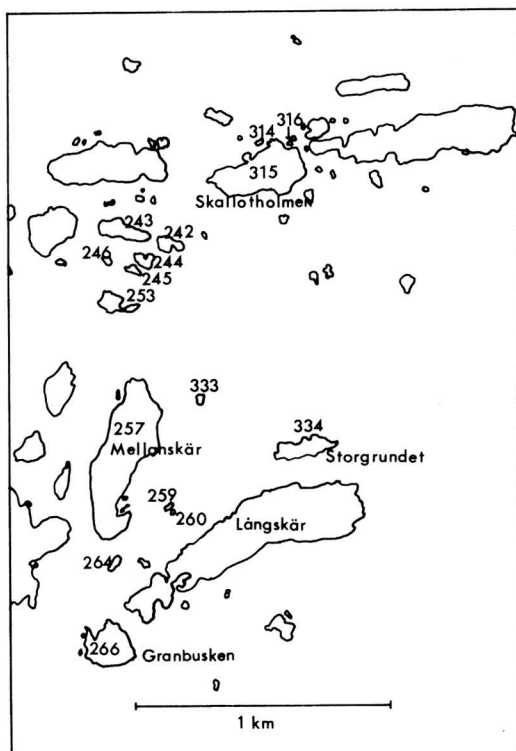 316
314
315
Skallotholmen
243
242
246
244
245
253
333
257
Mellanskär
334
Storgrundet
259
260
Långskär
264
266
Granbusken
1 km